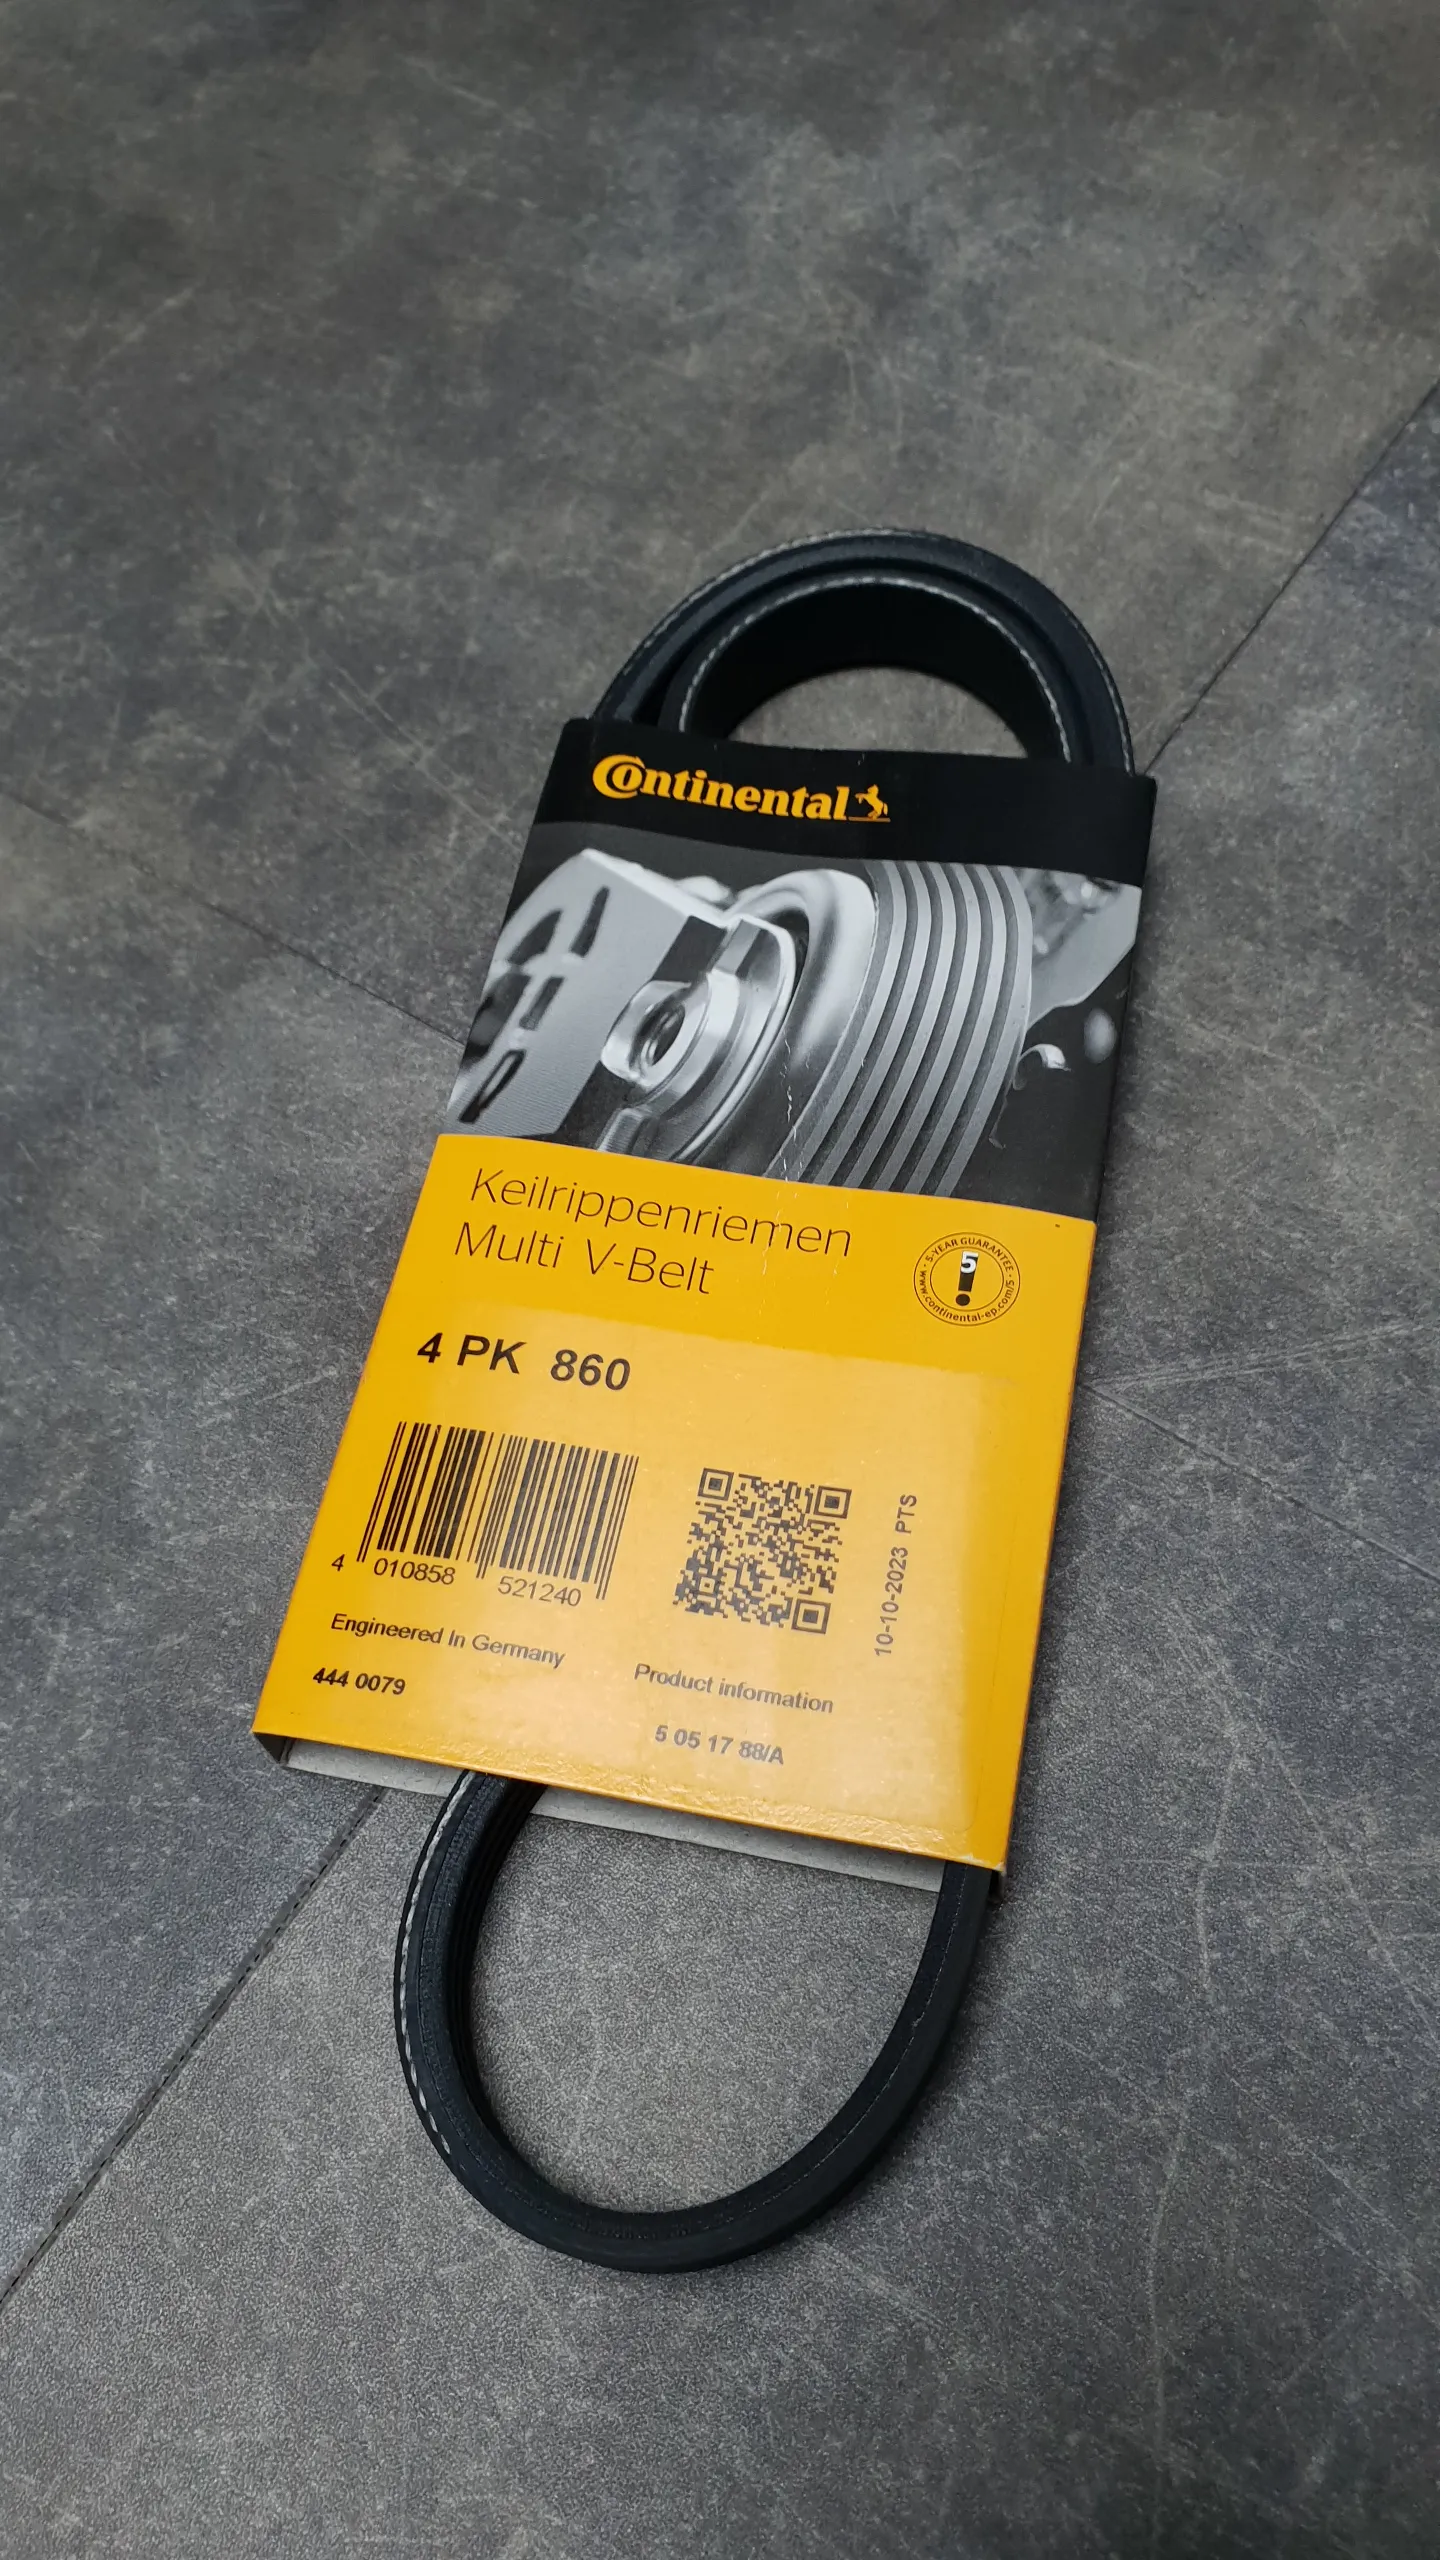 Continental
Keilrippenriemen
Multi V-Belt
5-YEAR GUARANTEE
5
www.continental-ep.com/5
4 PK 860
4 010858 521240
10-10-2023 PTS
Engineered In Germany
Product information
444 0079
5 05 17 88/A